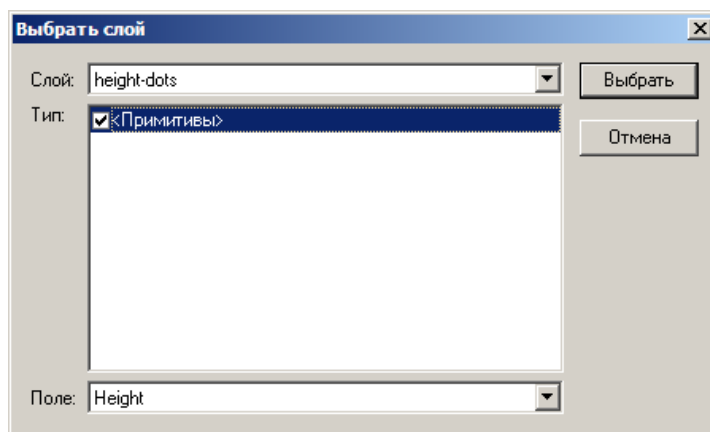 Выбрать слой
Слой: height-dots Выбрать
Тип: <Примитивы>
Отмена
Поле: Height